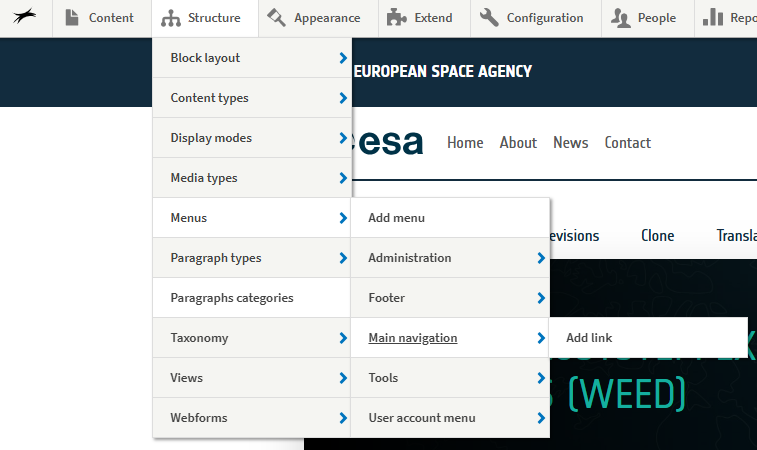 Content Structure Appearance Extend Configuration People Repo
Block layout
EUROPEAN SPACE AGENCY
Content types
Display modes
esa Home About News Contact
Media types
Menus
Add menu
evisions Clone Transla
Paragraph types
Administration
Paragraphs categories
Footer
Taxonomy
Main navigation
Add link
Views
Tools
(WEED)
Webforms
User account menu